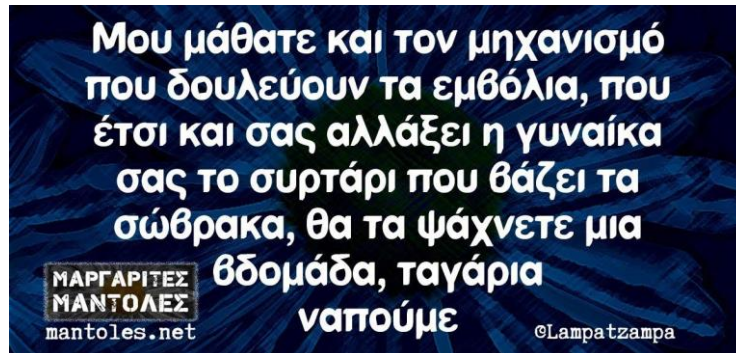 Μου μάθατε και τον μηχανισμό
που δουλεύουν τα εμβόλια, που
έτσι και σας αλλάξει η γυναίκα
σας το συρτάρι που βάζει τα
σώβρακα, θα τα ψάχνετε μια
βδομάδα, ταγάρια
ναπούμε
ΜΑΡΓΑΡΙΤΕΣ
ΜΑΝΤΟΛΕΣ
mantoles.net
©Lampatzampa